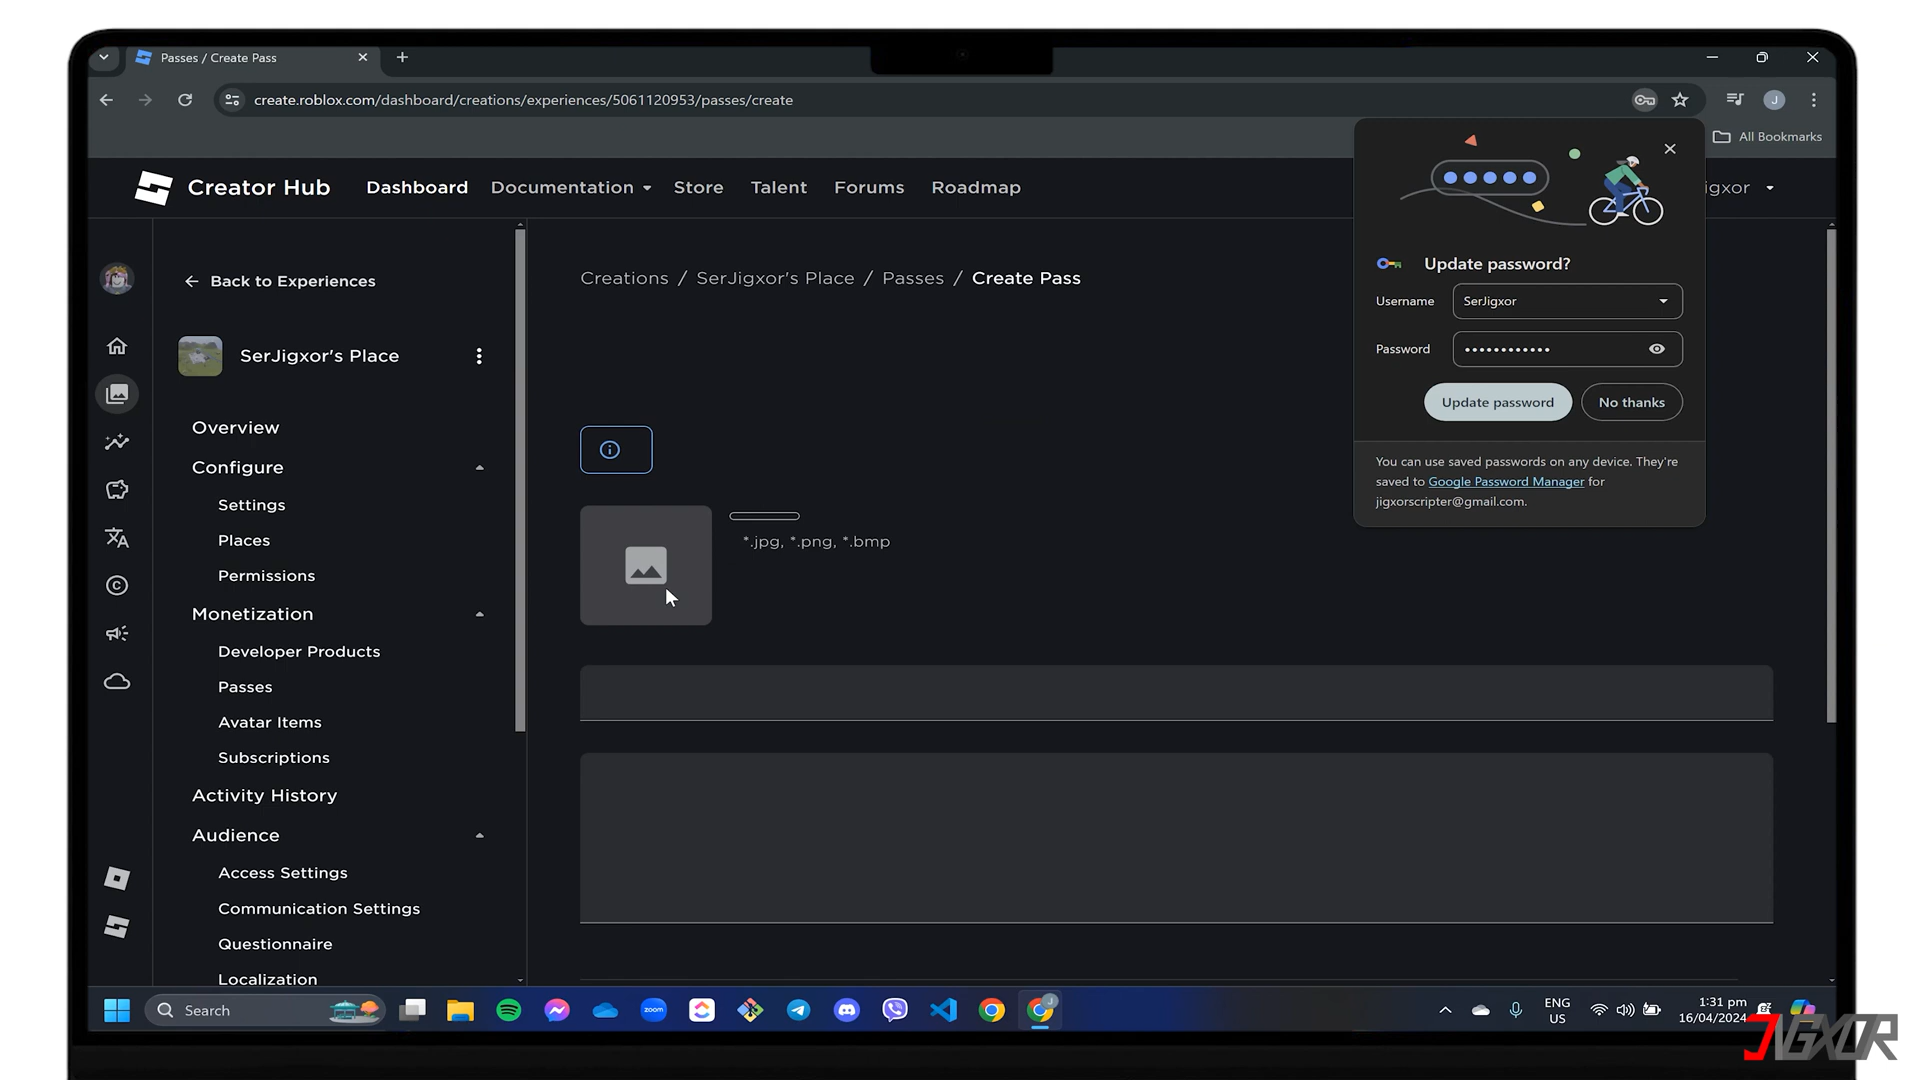 Passes / Create Pass
create.roblox.com/dashboard/creations/experiences/5061120953/passes/create
J
All Bookmarks
Creator Hub
Dashboard
Documentation
Store
Talent
Forums
Roadmap
igxor
Back to Experiences
SerJigxor's Place
Overview
Configure
Settings
Places
Permissions
Monetization
Developer Products
Passes
Avatar Items
Subscriptions
Activity History
Audience
Access Settings
Communication Settings
Questionnaire
Localization
Creations / SerJigxor's Place / Passes / Create Pass
*.jpg, *.png, *.bmp
Update password?
Username
SerJigxor
Password
Update password
No thanks
You can use saved passwords on any device. They're
saved to Google Password Manager for
jigxorscripter@gmail.com.
Search
zoom
J
ENG
US
1:31 pm
16/04/2024
JIGXOR